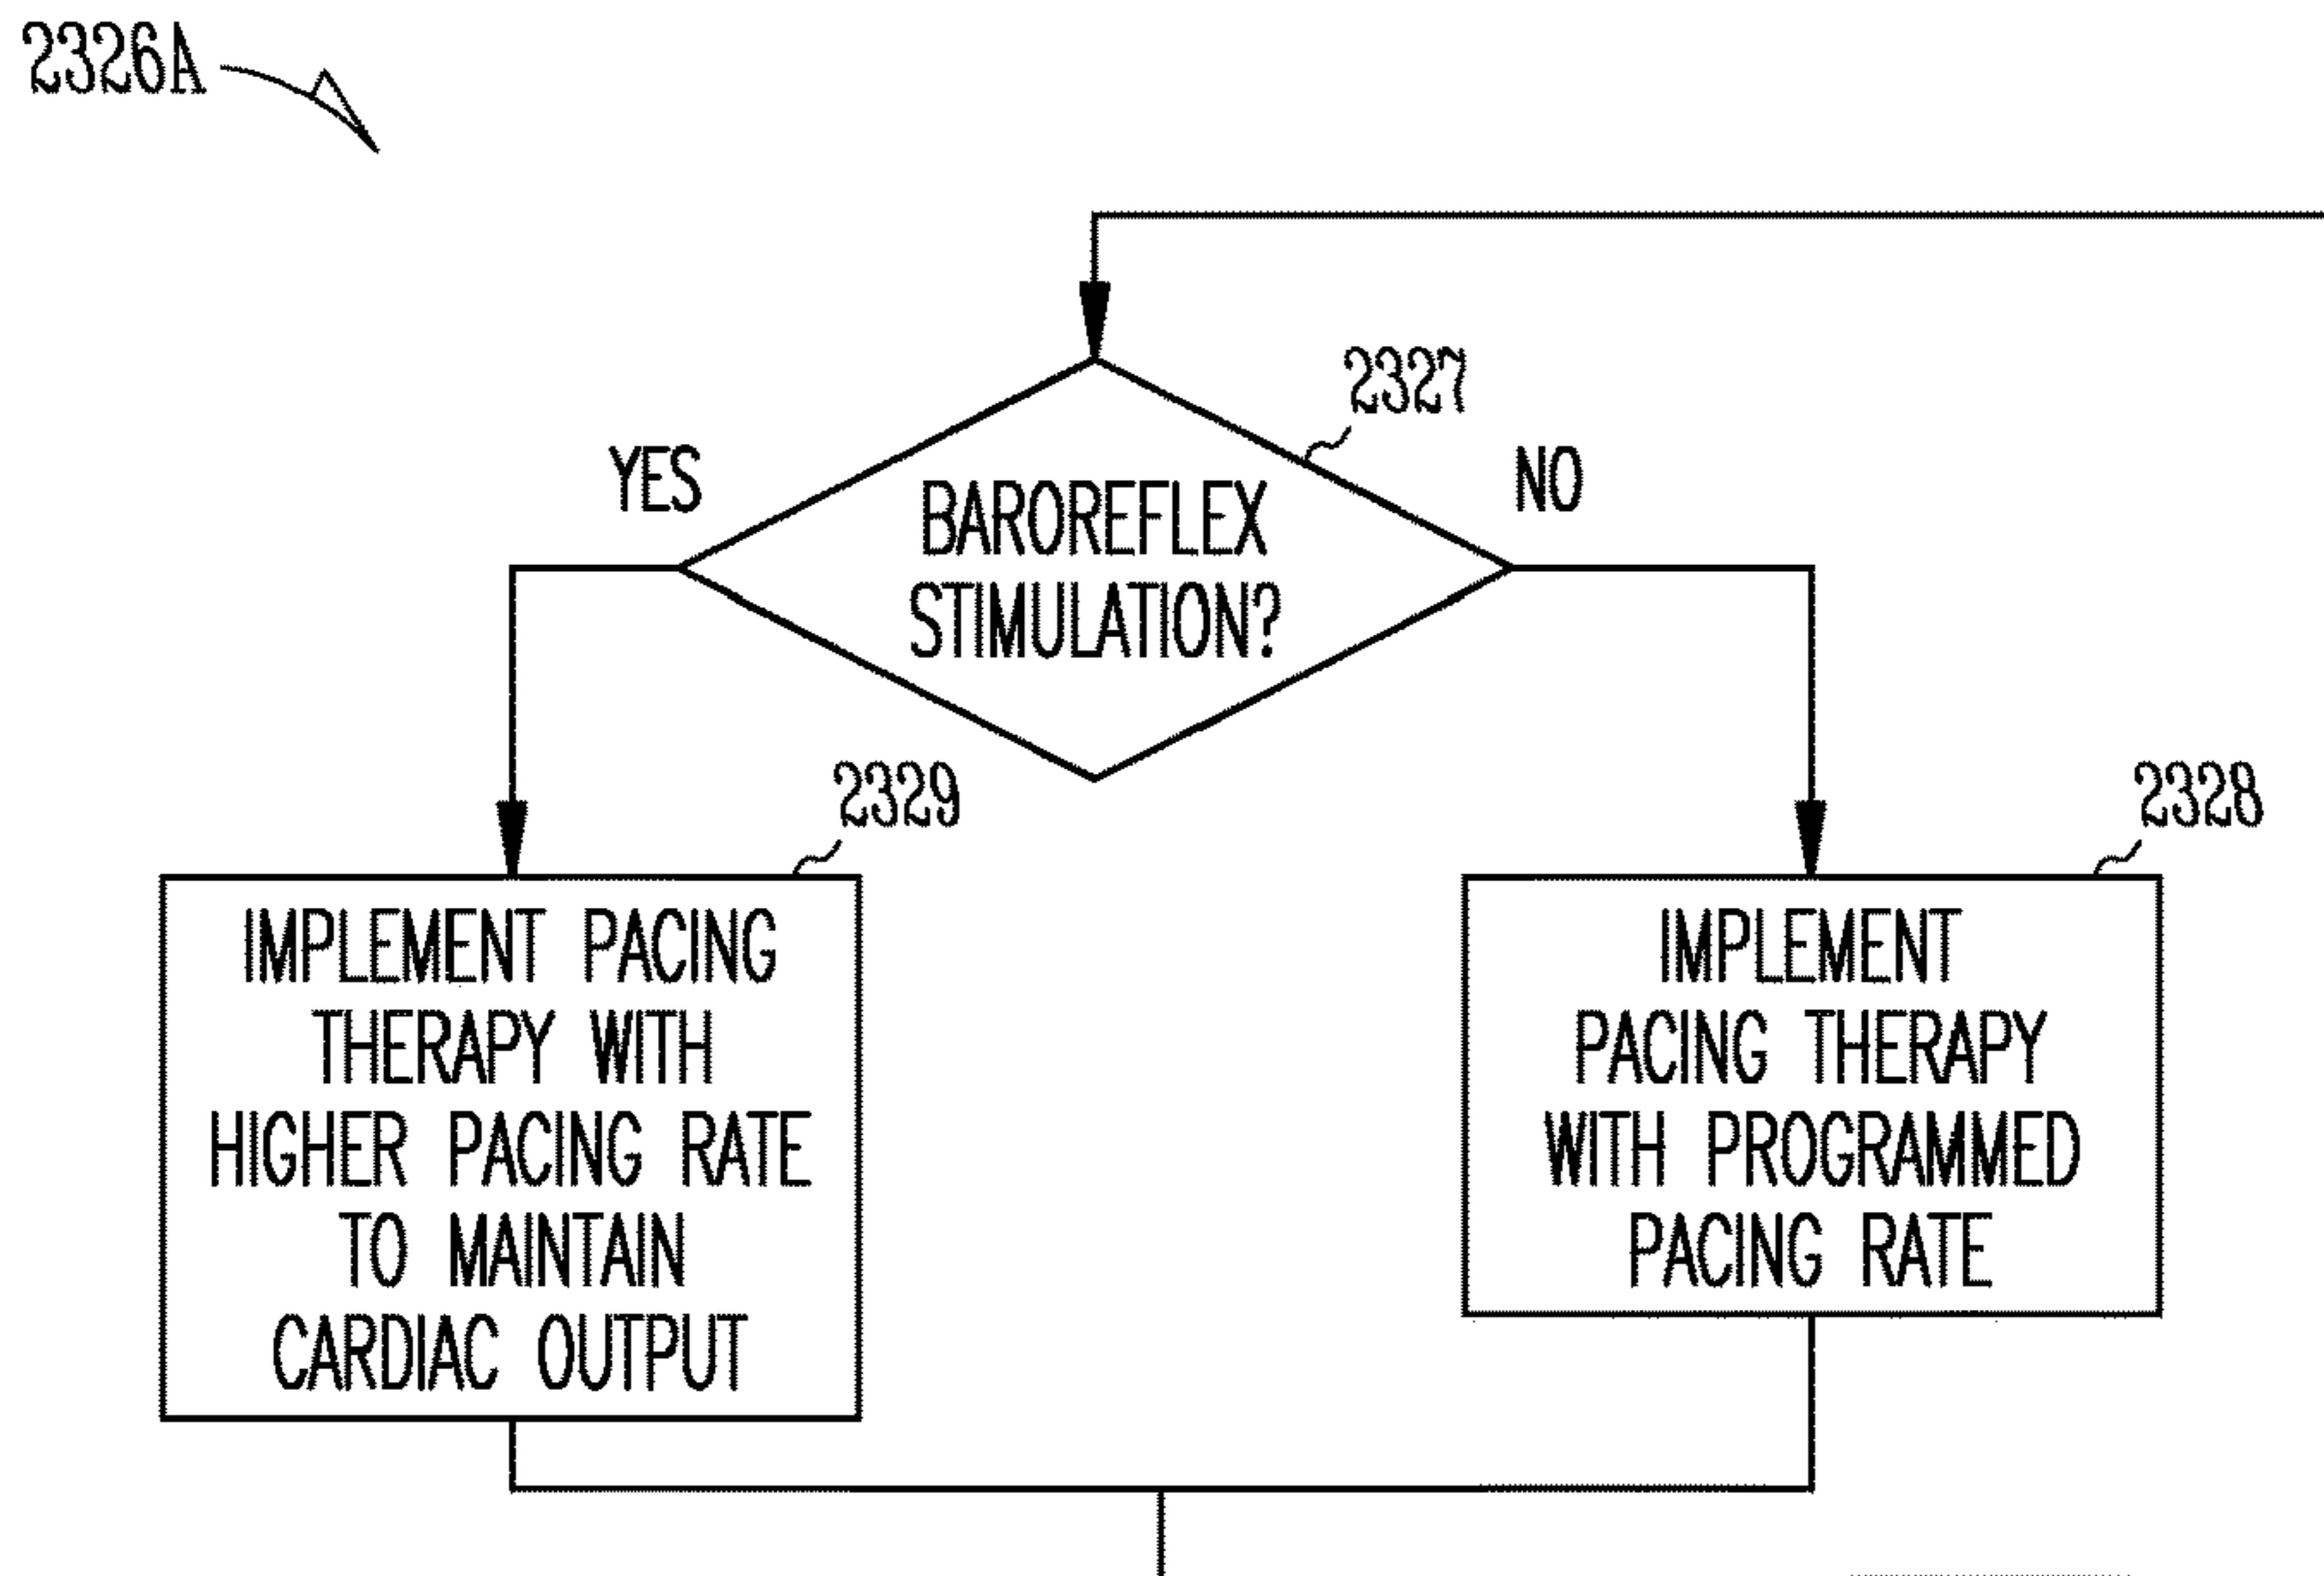 2326A
2327
YES
NO
BAROREFLEX
STIMULATION?
2329
2328
IMPLEMENT PACING
THERAPY WITH
HIGHER PACING RATE
TO MAINTAIN
CARDIAC OUTPUT
IMPLEMENT
PACING THERAPY
WITH PROGRAMMED
PACING RATE